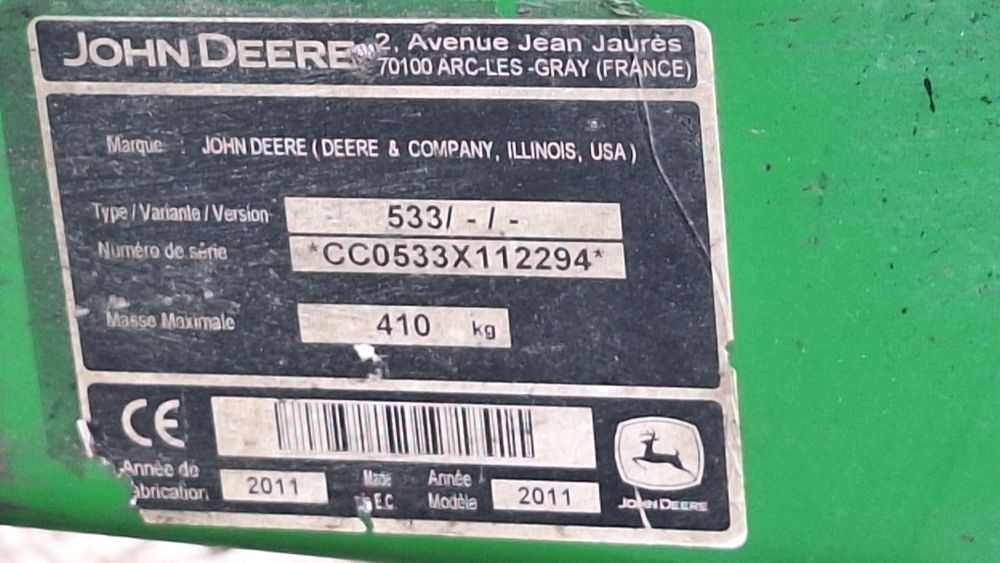 JOHN DEERE 2, Avenue Jean Jaurès
70100 ARC-LES -GRAY (FRANCE)
Marque : JOHN DEERE ( DEERE & COMPANY, ILLINOIS, USA )
Type / Variante / Version 533/ - / -
Numéro de série *CC0533X112294*
Masse Maximale 410 kg
CE
Année de
abrication 2011
Made
E.C.
Année
Modèle 2011
JOHN DEERE